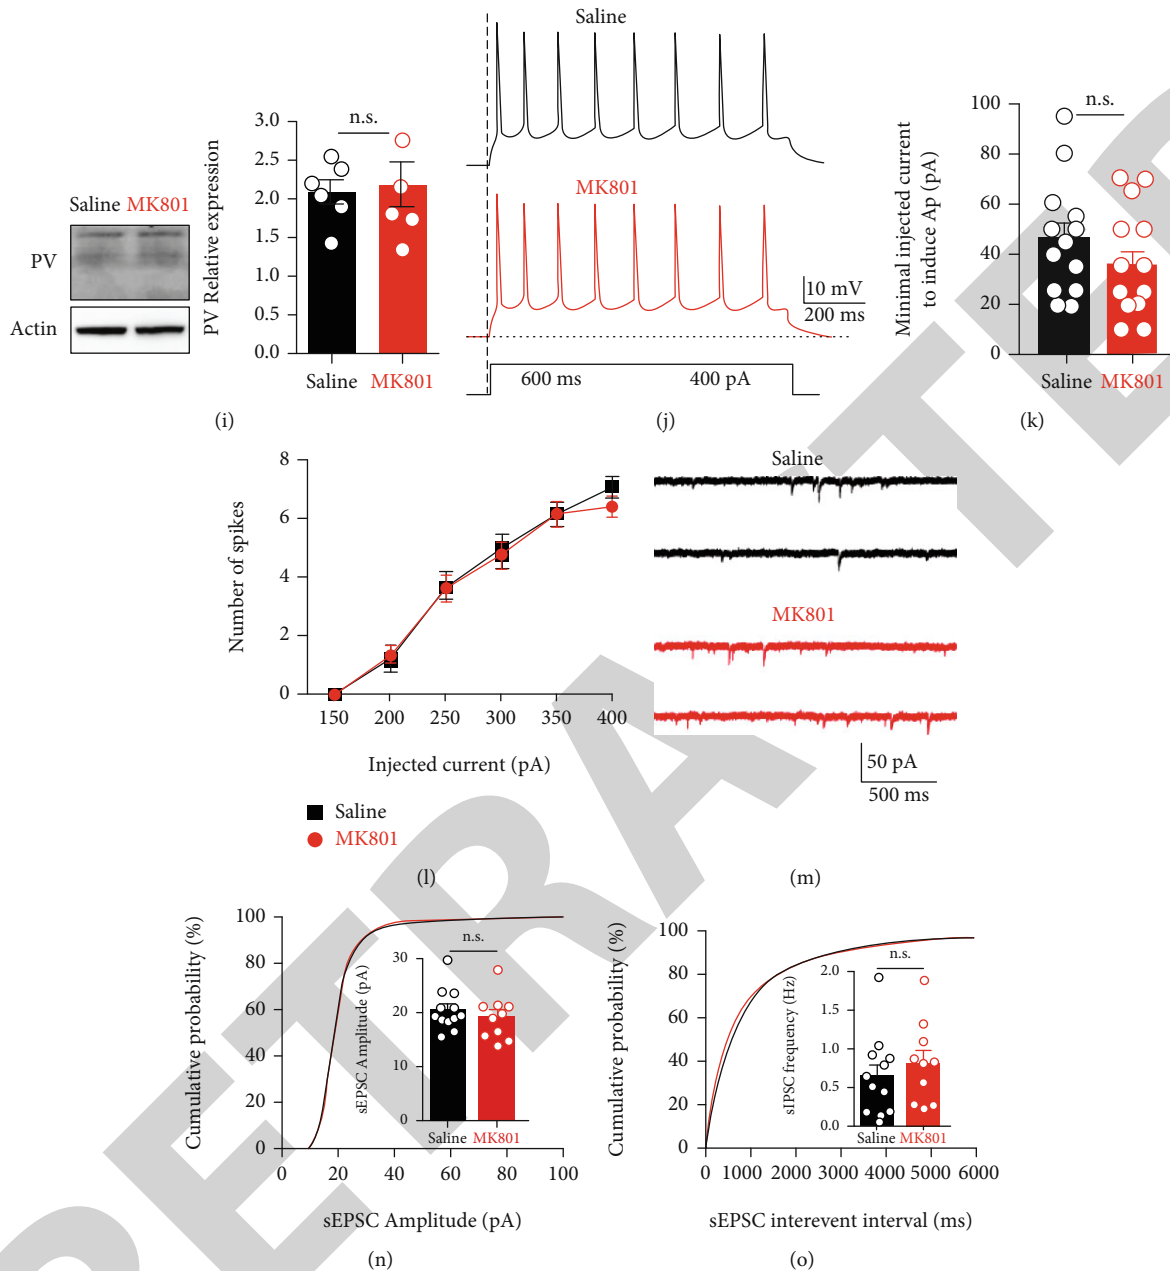 Saline MK801
PV
Actin
PV Relative expression
3.0
2.5
2.0
1.5
1.0
0.5
0.0
n.s.
Saline
MK801
(i)
Saline
MK801
10 mV
200 ms
600 ms
400 pA
(j)
Minimal injected current
to induce Ap (pA)
100
80
60
40
20
0
n.s.
Saline
MK801
(k)
Number of spikes
8
6
4
2
0
150
200
250
300
350
400
Injected current (pA)
Saline
MK801
(l)
Saline
MK801
50 pA
500 ms
(m)
Cumulative probability (%)
100
80
60
40
20
0
0
20
40
60
80
100
sEPSC Amplitude (pA)
sEPSC Amplitude (pA)
30
20
10
0
n.s.
Saline
MK801
(n)
Cumulative probability (%)
100
80
60
40
20
0
0
1000
2000
3000
4000
5000
6000
sEPSC interevent interval (ms)
sIPSC frequency (Hz)
2.0
1.5
1.0
0.5
0.0
n.s.
Saline
MK801
(o)